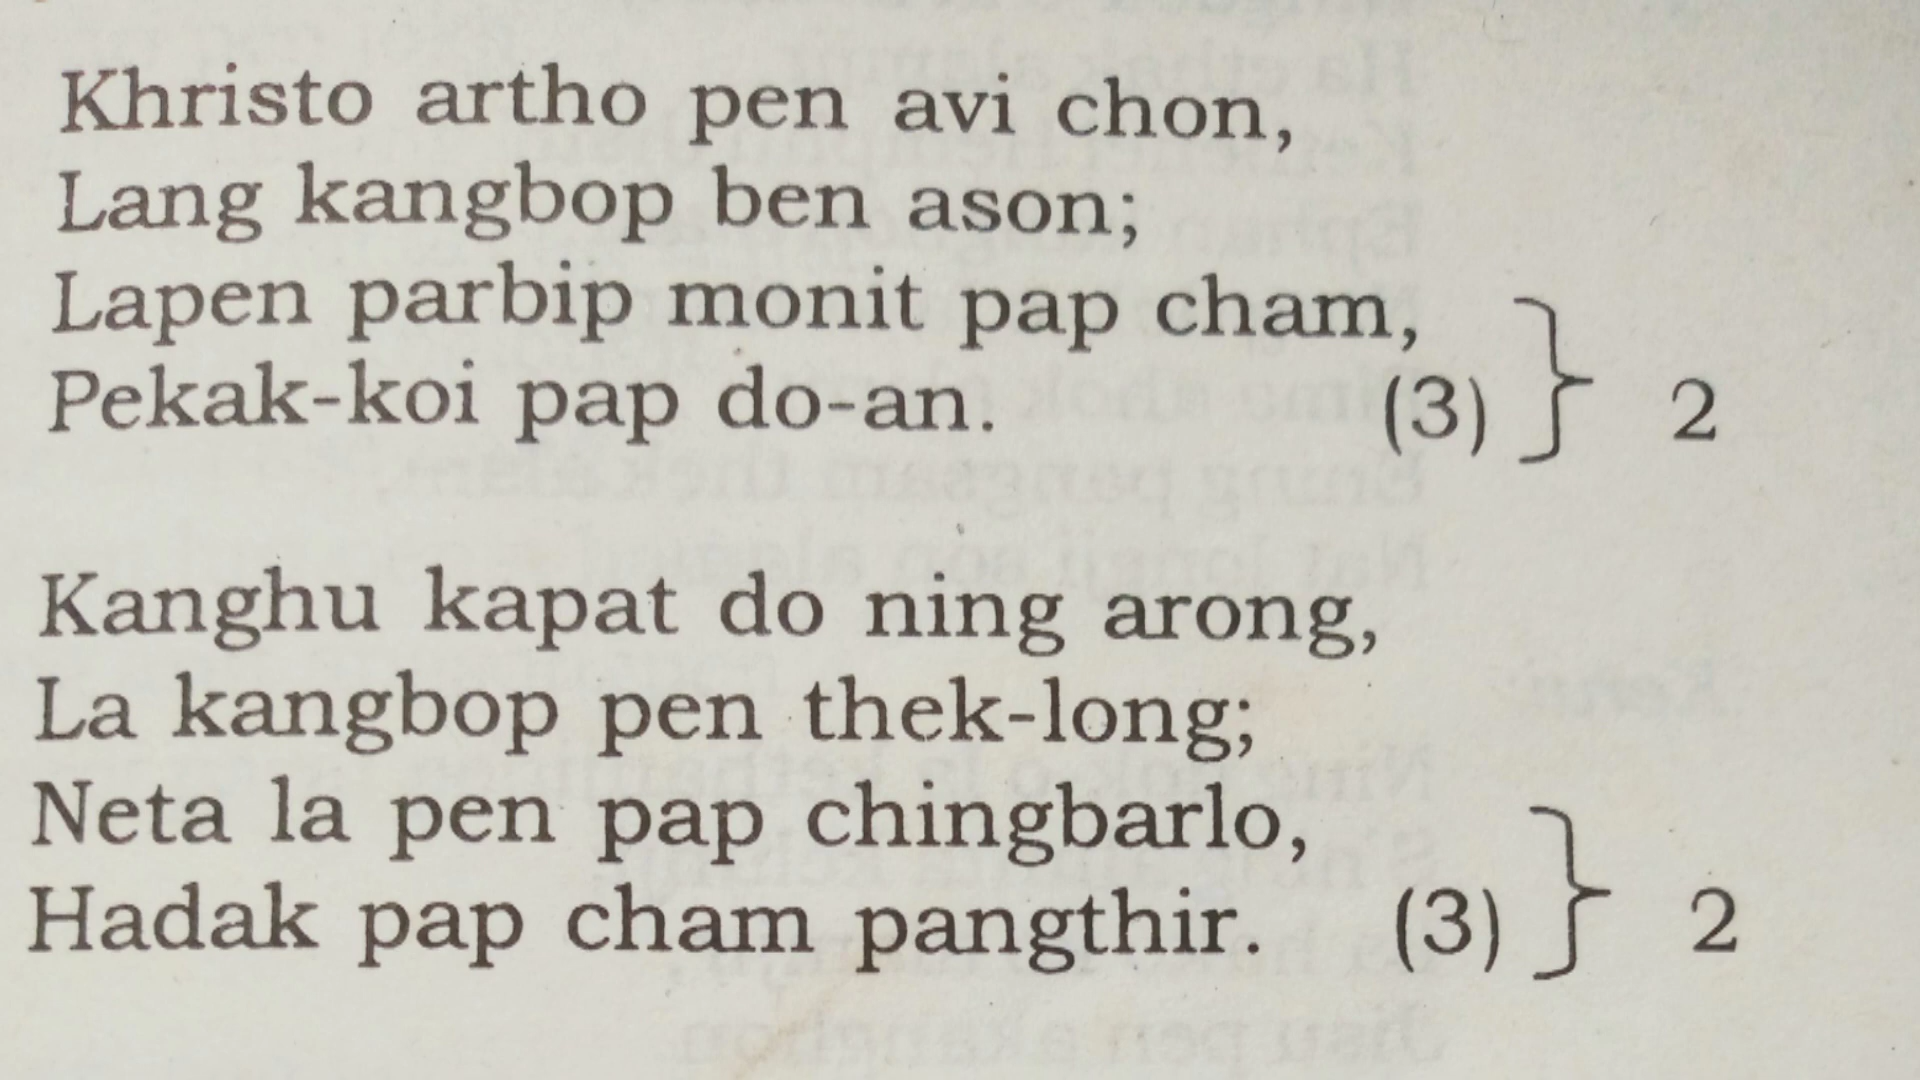 Khristo artho pen avi chon,
Lang kangbop ben ason;
Lapen parbip monit pap cham,
Pekak-koi pap do-an. (3) } 2
Kanghu kapat do ning arong,
La kangbop pen thek-long;
Neta la pen pap chingbarlo,
Hadak pap cham pangthir. (3) } 2